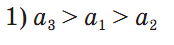 1) a₃ > a₁ > a₂